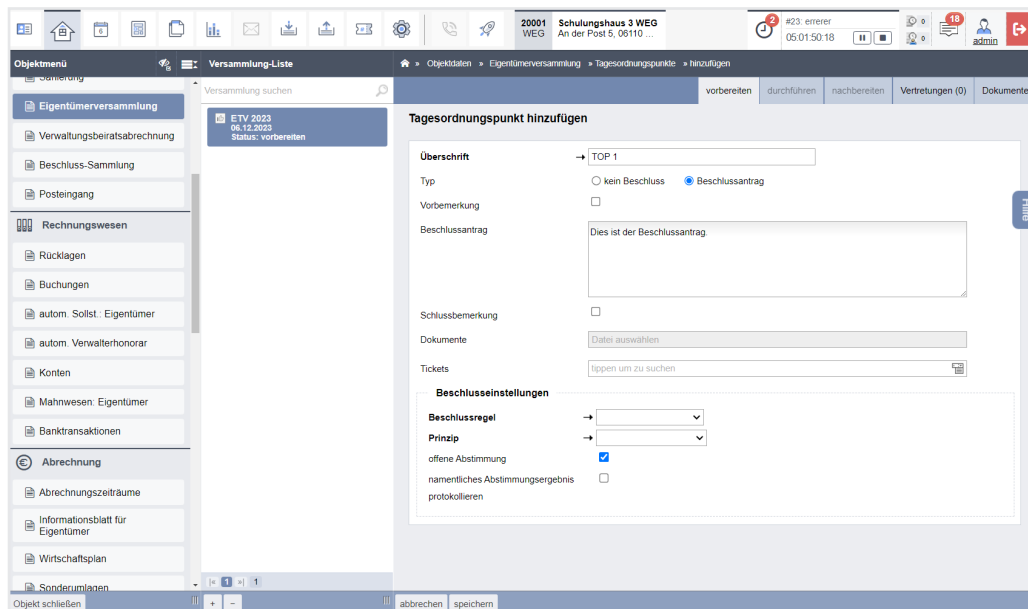 20001
WEG
Schulungshaus 3 WEG
An der Post 5, 06110 ...
2
#23: errerer
05:01:50:18
0
0
18
admin
Objektmenü
Versammlung-Liste
» Objektdaten » Eigentümerversammlung » Tagesordnungspunkte » hinzufügen
Sanierung
Eigentümerversammlung
Verwaltungsbeiratsabrechnung
Beschluss-Sammlung
Posteingang
Rechnungswesen
Rücklagen
Buchungen
autom. Sollst.: Eigentümer
autom. Verwalterhonorar
Konten
Mahnwesen: Eigentümer
Banktransaktionen
Abrechnung
Abrechnungszeiträume
Informationsblatt für
Eigentümer
Wirtschaftsplan
Sonderumlagen
Objekt schließen
Versammlung suchen
ETV 2023
06.12.2023
Status: vorbereiten
|« 1 »| 1
+ −
vorbereiten
durchführen
nachbereiten
Vertretungen (0)
Dokumente
Tagesordnungspunkt hinzufügen
Überschrift
TOP 1
Typ
kein Beschluss
Beschlussantrag
Vorbemerkung
Beschlussantrag
Dies ist der Beschlussantrag.
Schlussbemerkung
Dokumente
Datei auswählen
Tickets
tippen um zu suchen
Beschlusseinstellungen
Beschlussregel
Prinzip
offene Abstimmung
namentliches Abstimmungsergebnis
protokollieren
Hilfe
abbrechen
speichern